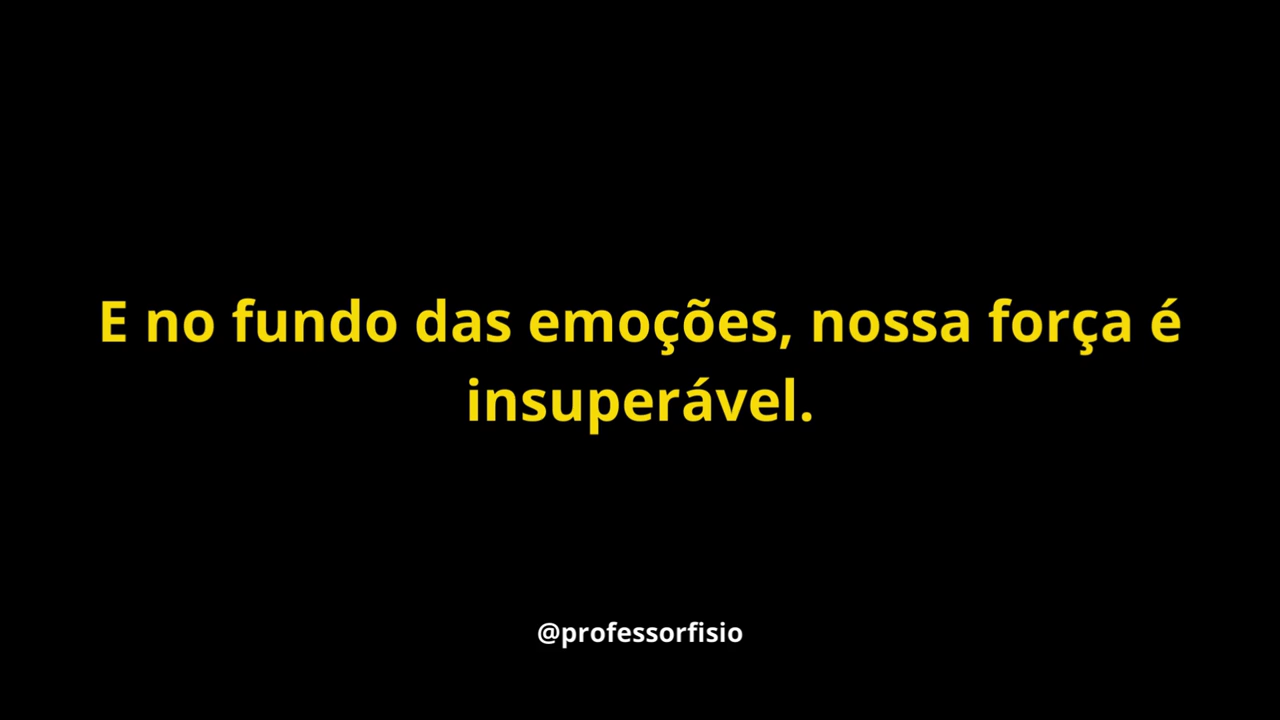 E no fundo das emoções, nossa força é
insuperável.
@professorfisio